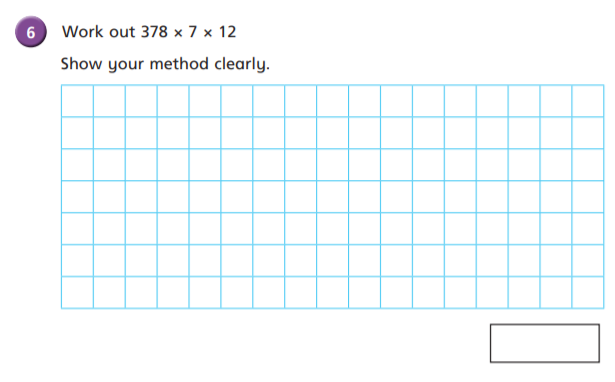 6 Work out 378 × 7 × 12
Show your method clearly.